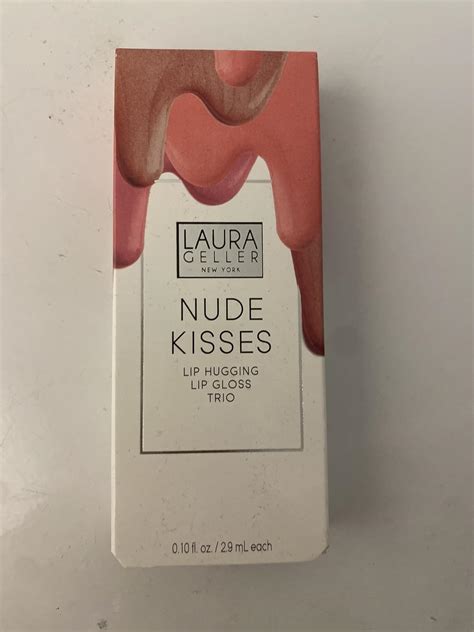 LAURA
GELLER
NEW YORK
NUDE
KISSES
LIP HUGGING
LIP GLOSS
TRIO
0.10 fl. oz. / 2.9 mL each